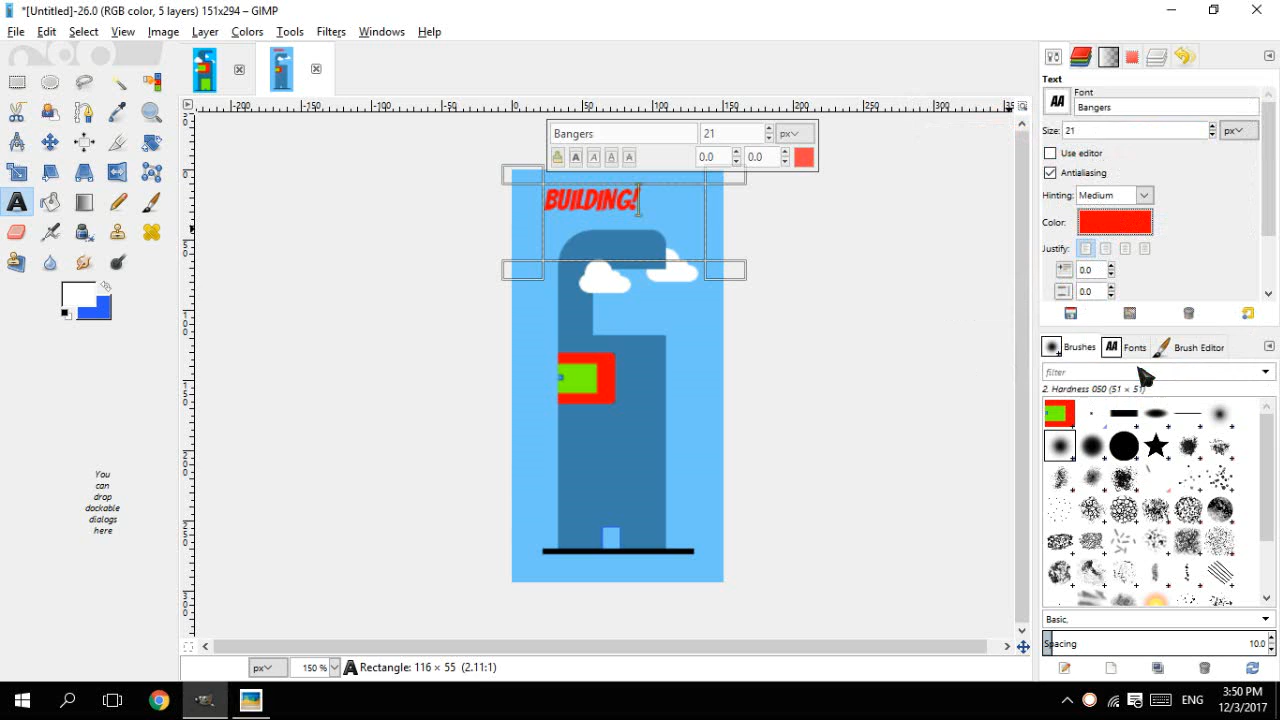 *[Untitled]-26.0 (RGB color, 5 layers) 151x294 – GIMP
File Edit Select View Image Layer Colors Tools Filters Windows Help
Text
Font
Bangers
Size: 21 px
Use editor
Antialiasing
Hinting: Medium
Color:
Justify:
0.0
0.0
Bangers 21 px
A A A A 0.0 0.0
BUILDING!
Brushes Fonts Brush Editor
filter
2. Hardness 050 (51 × 51)
You
can
drop
dockable
dialogs
here
Basic,
Spacing 10.0
px 150 % Rectangle: 116 × 55 (2.11:1)
ENG
3:50 PM
12/3/2017